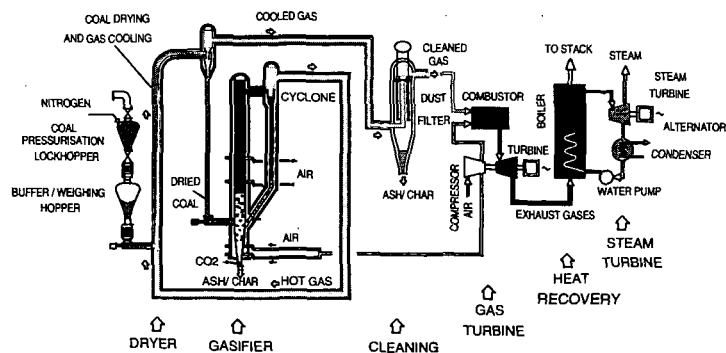 COAL DRYING
AND GAS COOLING
COOLED GAS
CLEANED
GAS
TO STACK
STEAM
NITROGEN
COAL
PRESSURISATION
LOCKHOPPER
CYCLONE
DUST
FILTER
COMBUSTOR
BOILER
STEAM
TURBINE
~
ALTERNATOR
BUFFER / WEIGHING
HOPPER
DRIED
COAL
AIR
TURBINE
~
CONDENSER
ASH/ CHAR
COMPRESSOR
AIR
WATER PUMP
EXHAUST GASES
AIR
CO2
ASH/ CHAR
HOT GAS
STEAM
TURBINE
HEAT
RECOVERY
GAS
TURBINE
DRYER
GASIFIER
CLEANING